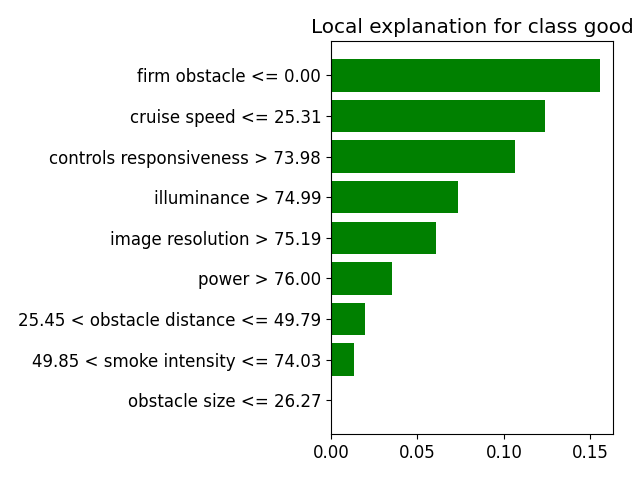 Local explanation for class good
firm obstacle <= 0.00
cruise speed <= 25.31
controls responsiveness > 73.98
illuminance > 74.99
image resolution > 75.19
power > 76.00
25.45 < obstacle distance <= 49.79
49.85 < smoke intensity <= 74.03
obstacle size <= 26.27
0.00 0.05 0.10 0.15